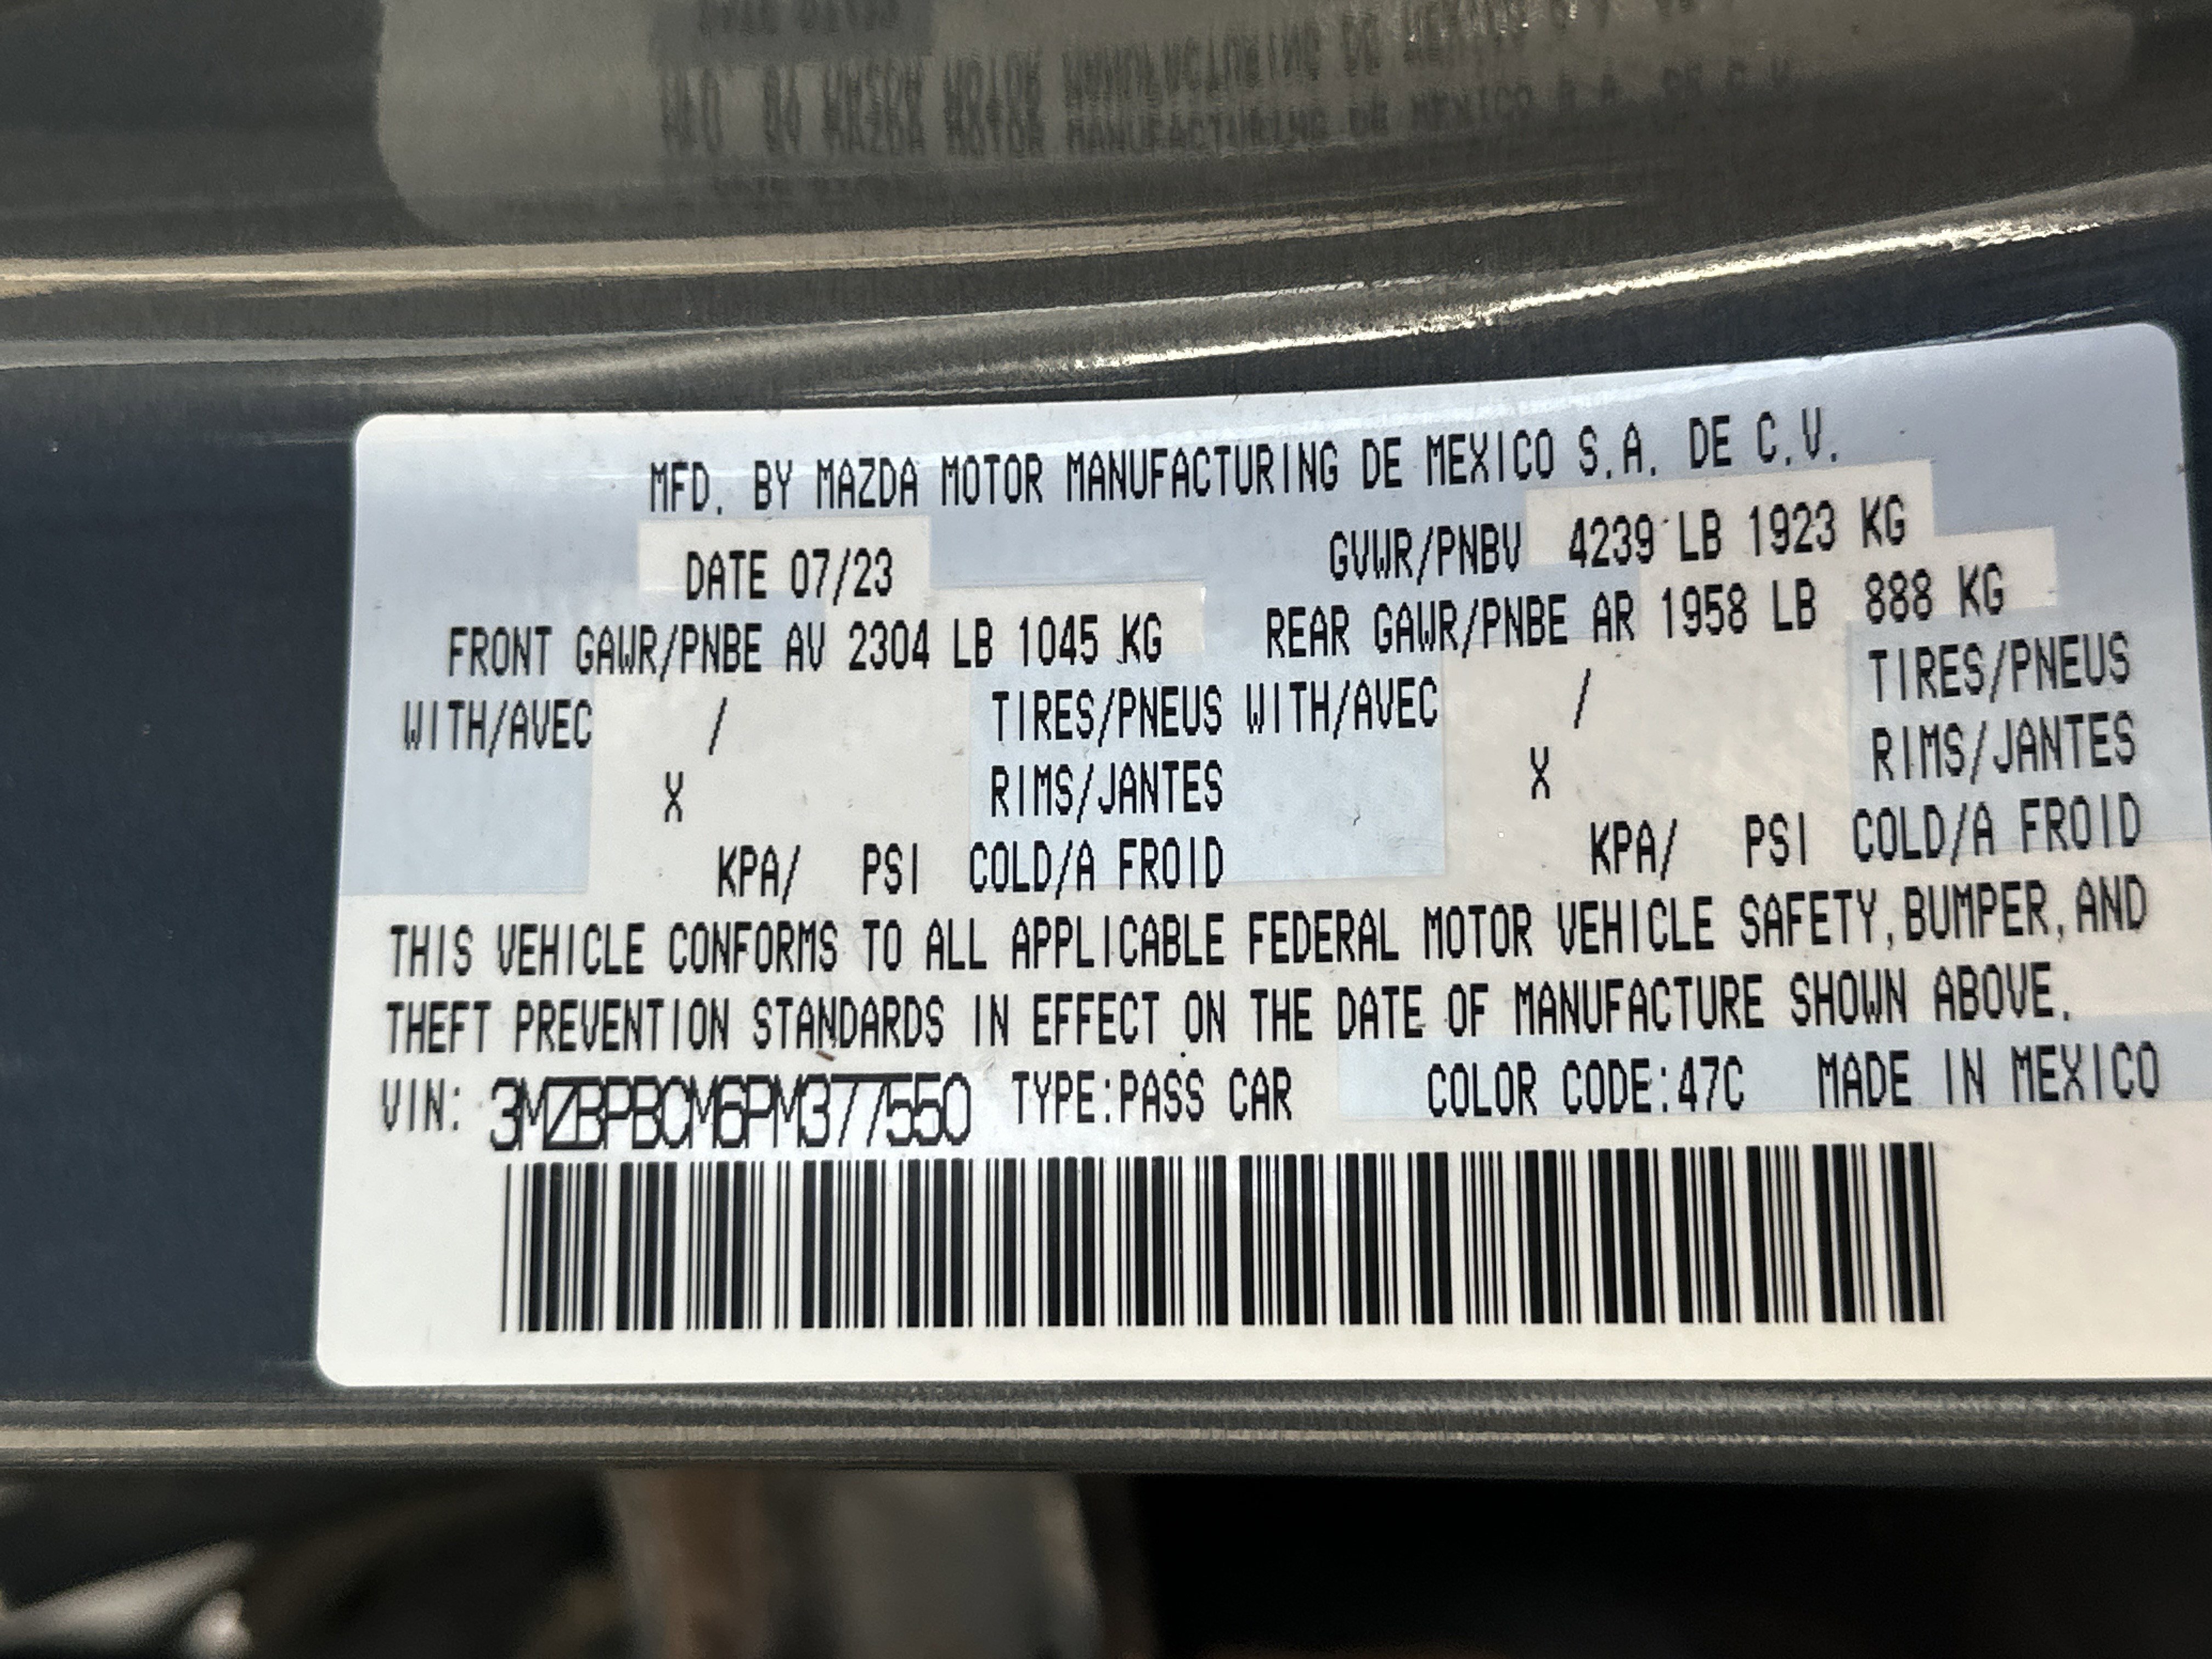 MFD. BY MAZDA MOTOR MANUFACTURING DE MEXICO S.A. DE C.V.
DATE 07/23 GVWR/PNBV 4239 LB 1923 KG
FRONT GAWR/PNBE AV 2304 LB 1045 KG REAR GAWR/PNBE AR 1958 LB 888 KG
WITH/AVEC / TIRES/PNEUS WITH/AVEC / TIRES/PNEUS
X RIMS/JANTES X RIMS/JANTES
KPA/ PSI COLD/A FROID KPA/ PSI COLD/A FROID
THIS VEHICLE CONFORMS TO ALL APPLICABLE FEDERAL MOTOR VEHICLE SAFETY, BUMPER, AND
THEFT PREVENTION STANDARDS IN EFFECT ON THE DATE OF MANUFACTURE SHOWN ABOVE.
VIN: 3MZBPBCM6PM377550 TYPE:PASS CAR COLOR CODE:47C MADE IN MEXICO